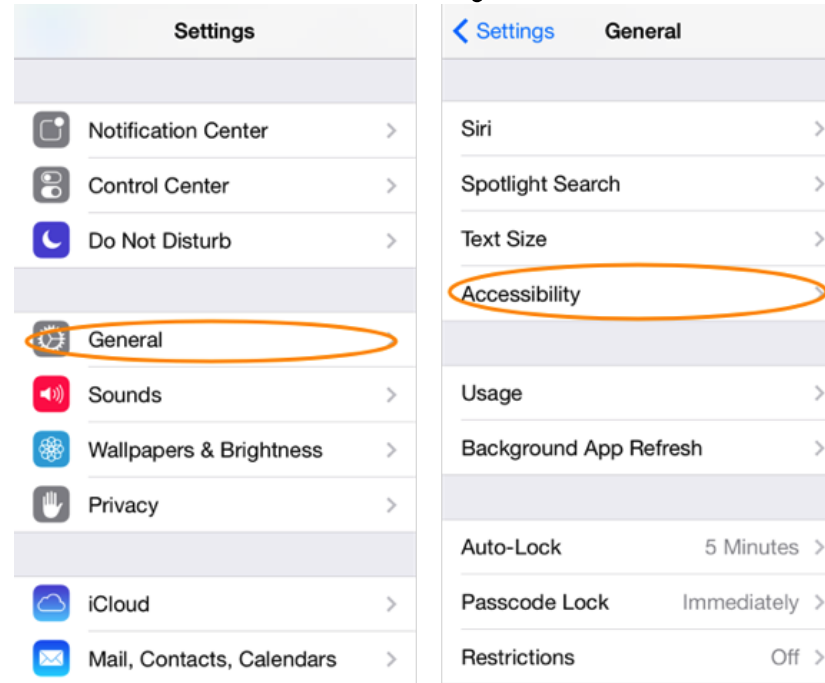 Settings
Notification Center
Control Center
Do Not Disturb
General
Sounds
Wallpapers & Brightness
Privacy
iCloud
Mail, Contacts, Calendars
Settings General
Siri
Spotlight Search
Text Size
Accessibility
Usage
Background App Refresh
Auto-Lock 5 Minutes
Passcode Lock Immediately
Restrictions Off